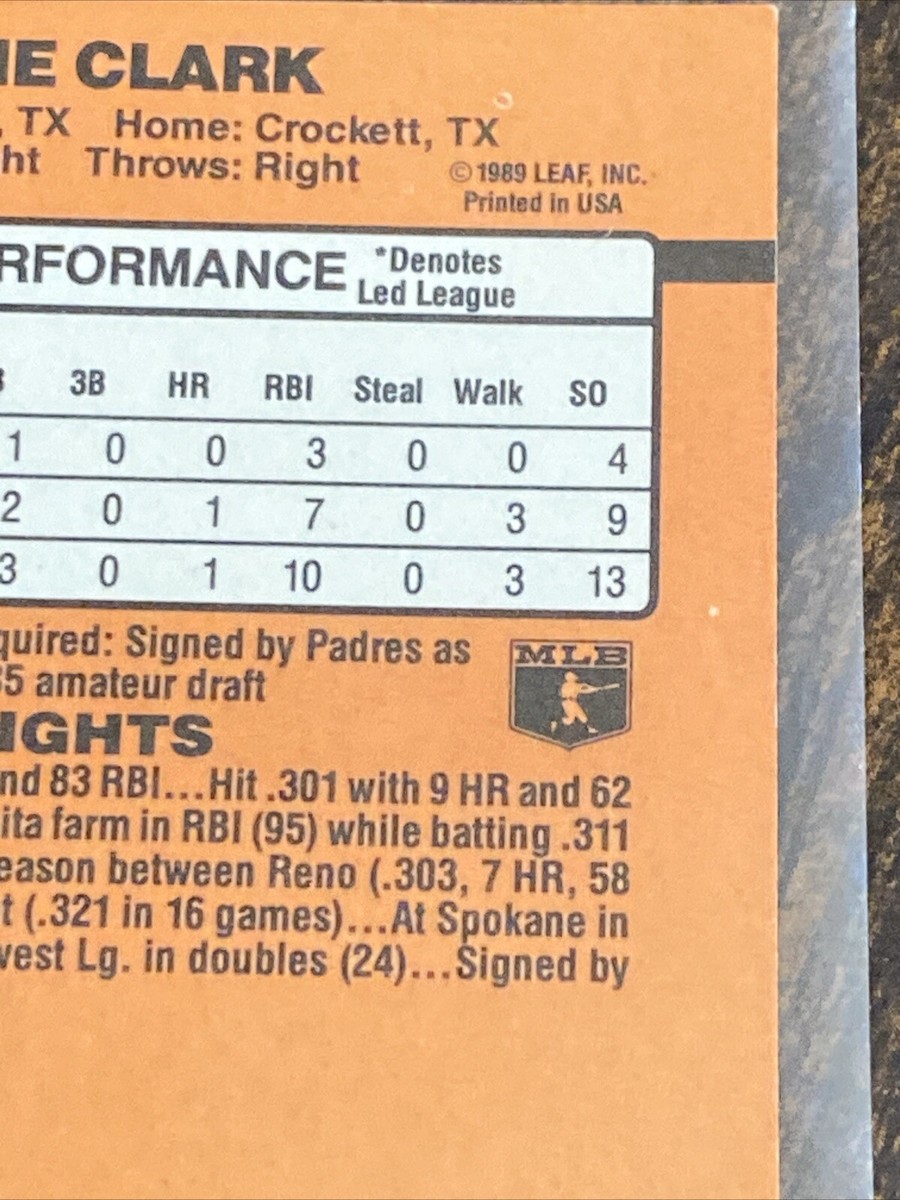 IE CLARK
, TX Home: Crockett, TX
ht Throws: Right
© 1989 LEAF, INC.
Printed in USA
RFORMANCE *Denotes Led League
3B HR RBI Steal Walk SO
1 0 0 3 0 0 4
2 0 1 7 0 3 9
3 0 1 10 0 3 13
quired: Signed by Padres as
5 amateur draft
MLB
IGHTS
nd 83 RBI...Hit .301 with 9 HR and 62
ita farm in RBI (95) while batting .311
eason between Reno (.303, 7 HR, 58
t (.321 in 16 games)...At Spokane in
west Lg. in doubles (24)...Signed by